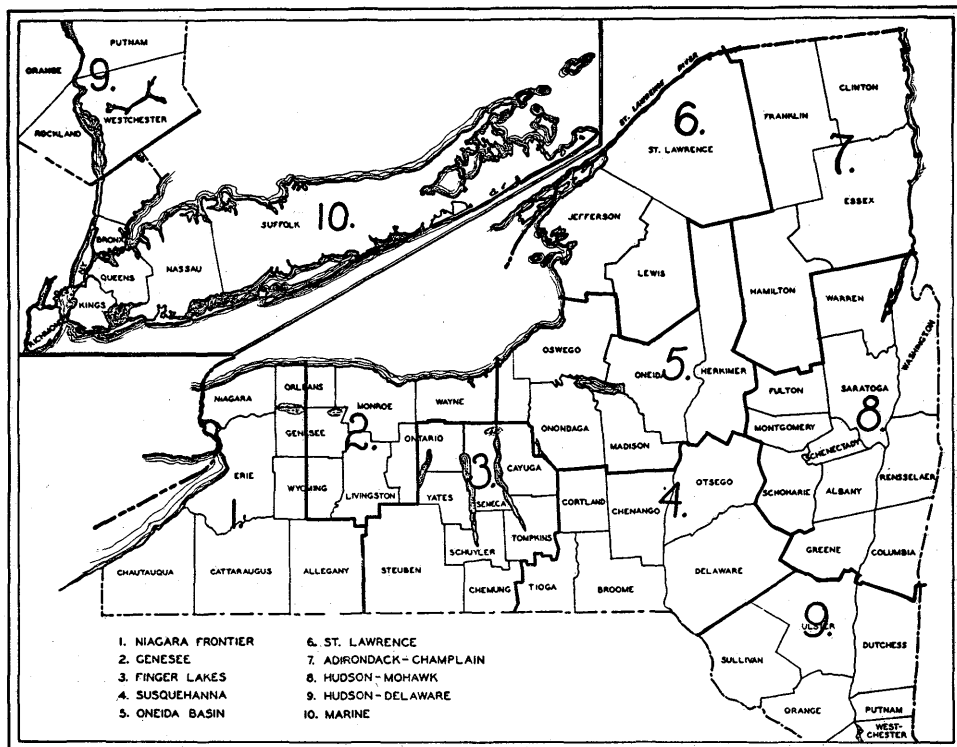 PUTNAM
ORANGE
9.
WESTCHESTER
ROCKLAND
BRONX
N.Y.
QUEENS
NASSAU
KINGS
RICHMOND
SUFFOLK
10.
ST. LAWRENCE RIVER
6.
ST. LAWRENCE
FRANKLIN
CLINTON
7.
ESSEX
JEFFERSON
LEWIS
HAMILTON
WARREN
WASHINGTON
OSWEGO
ONEIDA
5.
HERKIMER
FULTON
SARATOGA
8.
MONTGOMERY
SCHENECTADY
NIAGARA
ORLEANS
MONROE
WAYNE
GENESEE
2.
ONTARIO
3.
CAYUGA
ONONDAGA
MADISON
ERIE
1.
WYOMING
LIVINGSTON
YATES
SENECA
CORTLAND
CHENANGO
4.
OTSEGO
SCHOHARIE
ALBANY
RENSSELAER
SCHUYLER
TOMPKINS
GREENE
COLUMBIA
CHAUTAUQUA
CATTARAUGUS
ALLEGANY
STEUBEN
CHEMUNG
TIOGA
BROOME
DELAWARE
9.
ULSTER
DUTCHESS
SULLIVAN
ORANGE
PUTNAM
WEST-
CHESTER
1. NIAGARA FRONTIER
2. GENESEE
3. FINGER LAKES
4. SUSQUEHANNA
5. ONEIDA BASIN
6. ST. LAWRENCE
7. ADIRONDACK-CHAMPLAIN
8. HUDSON-MOHAWK
9. HUDSON-DELAWARE
10. MARINE